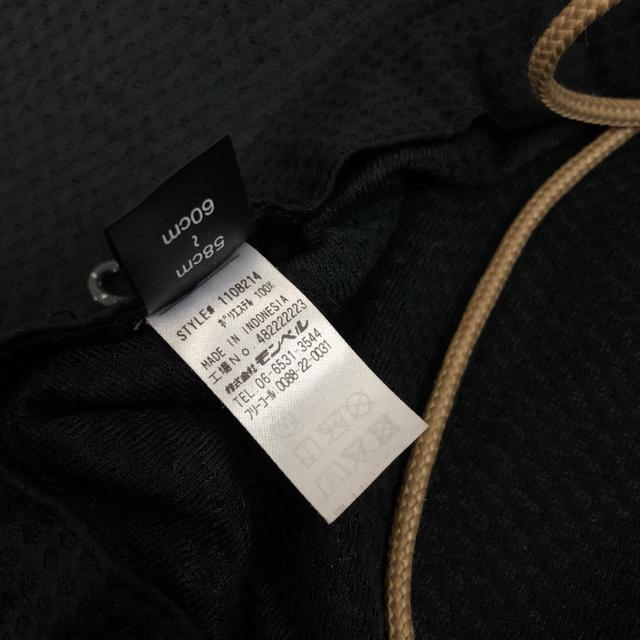 58cm
~
60cm
STYLE# 1108214
ポリエステル 100%
MADE IN INDONESIA
工場No. 48222223
株式会社モンベル
TEL.06-6531-3544
フリーコール 0088-22-0031